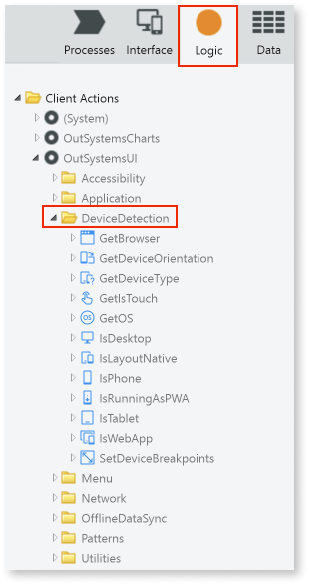 Processes Interface Logic Data
Client Actions
(System)
OutSystemsCharts
OutSystemsUI
Accessibility
Application
DeviceDetection
GetBrowser
GetDeviceOrientation
GetDeviceType
GetIsTouch
OS GetOS
IsDesktop
IsLayoutNative
IsPhone
IsRunningAsPWA
IsTablet
IsWebApp
SetDeviceBreakpoints
Menu
Network
OfflineDataSync
Patterns
Utilities